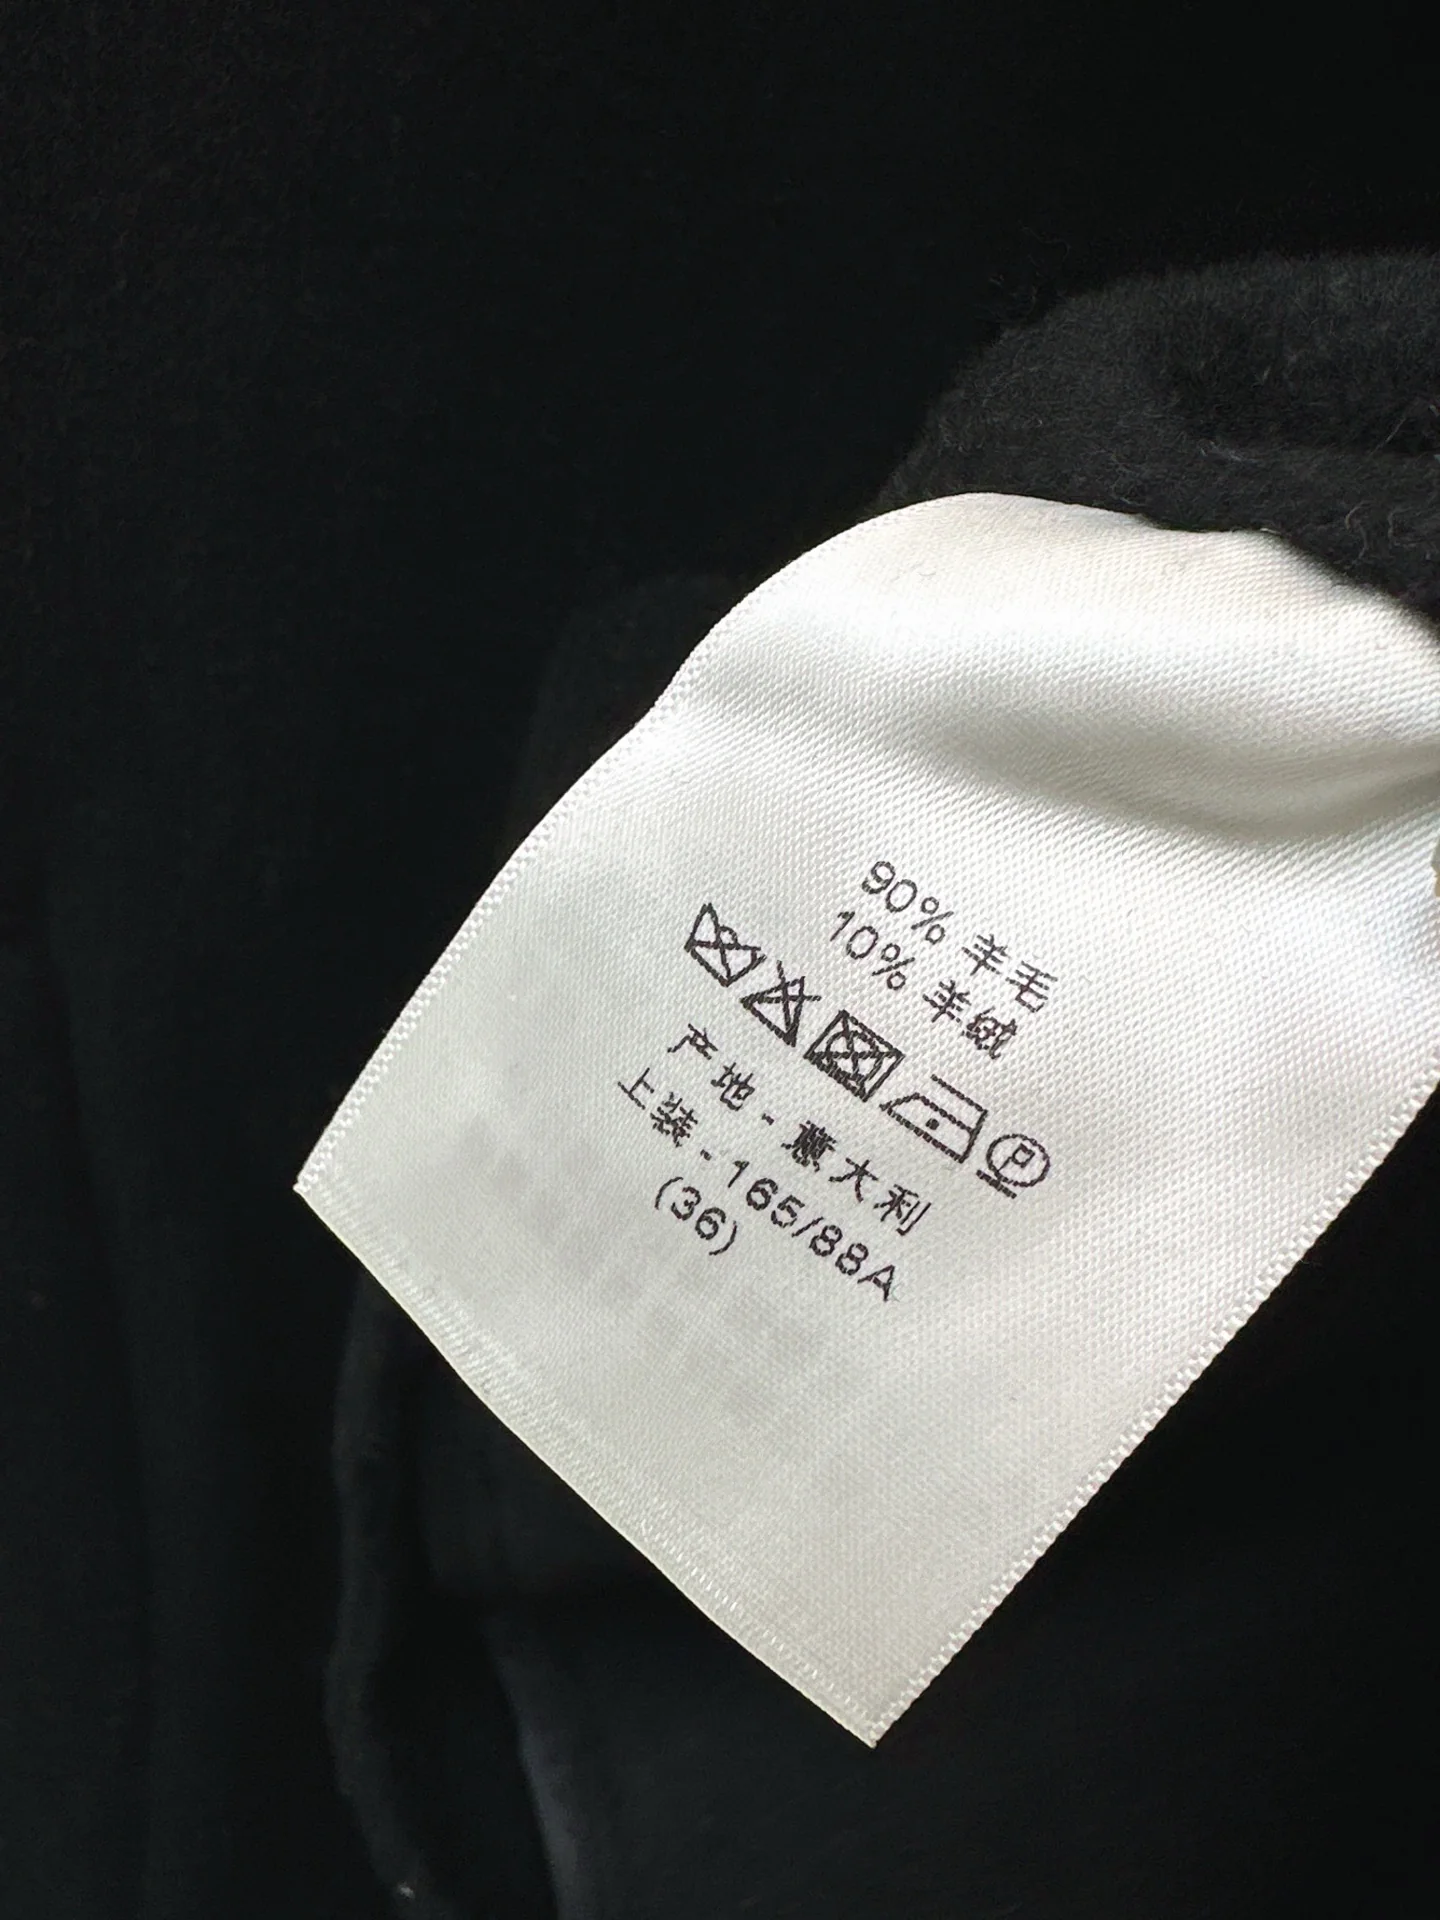 90% 羊毛
10% 羊绒
P
产地 - 意大利
上装 - 165/88A
(36)